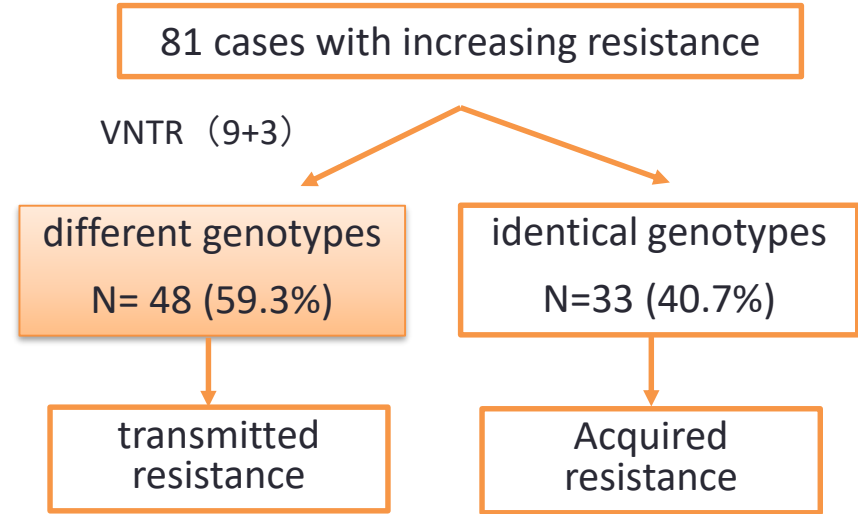 81 cases with increasing resistance
VNTR（9+3）
different genotypes
N= 48 (59.3%)
identical genotypes
N=33 (40.7%)
transmitted
resistance
Acquired
resistance